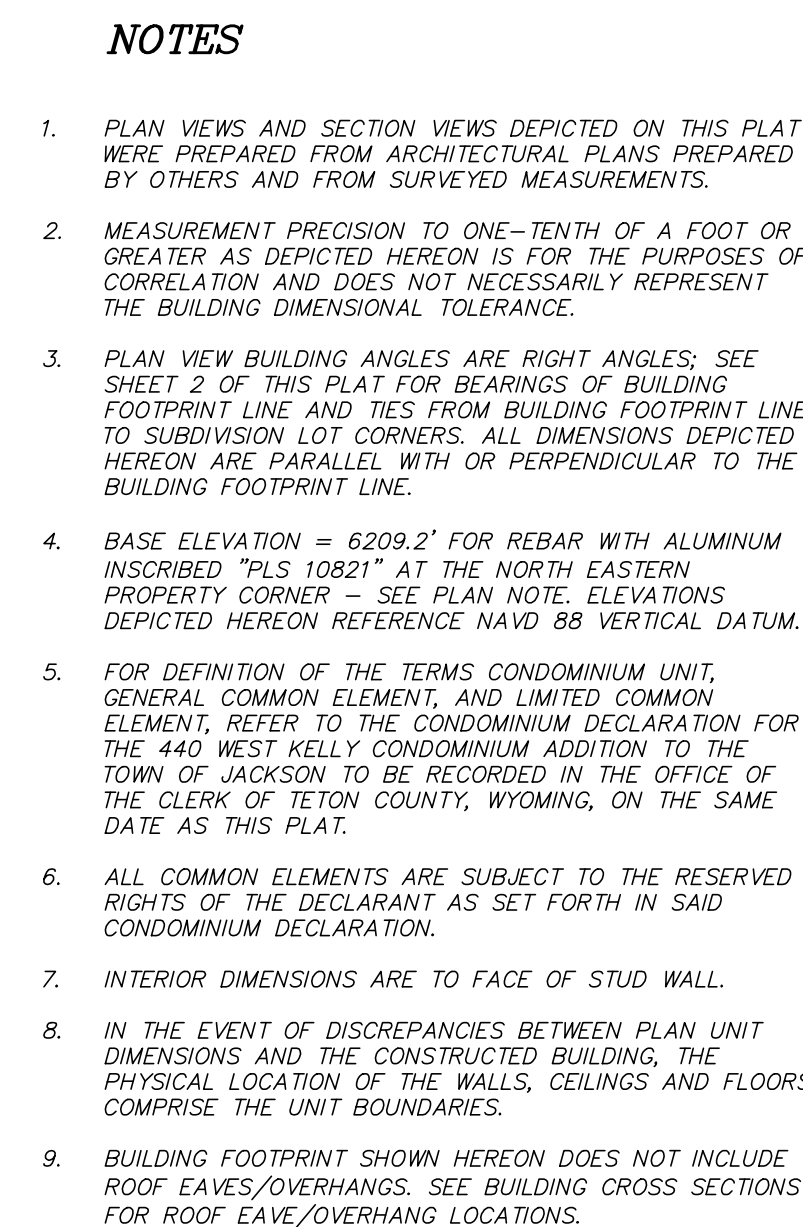 NOTES
1. PLAN VIEWS AND SECTION VIEWS DEPICTED ON THIS PLAT
WERE PREPARED FROM ARCHITECTURAL PLANS PREPARED
BY OTHERS AND FROM SURVEYED MEASUREMENTS.
2. MEASUREMENT PRECISION TO ONE-TENTH OF A FOOT OR
GREATER AS DEPICTED HEREON IS FOR THE PURPOSES OF
CORRELATION AND DOES NOT NECESSARILY REPRESENT
THE BUILDING DIMENSIONAL TOLERANCE.
3. PLAN VIEW BUILDING ANGLES ARE RIGHT ANGLES; SEE
SHEET 2 OF THIS PLAT FOR BEARINGS OF BUILDING
FOOTPRINT LINE AND TIES FROM BUILDING FOOTPRINT LINE
TO SUBDIVISION LOT CORNERS. ALL DIMENSIONS DEPICTED
HEREON ARE PARALLEL WITH OR PERPENDICULAR TO THE
BUILDING FOOTPRINT LINE.
4. BASE ELEVATION = 6209.2' FOR REBAR WITH ALUMINUM
INSCRIBED "PLS 10821" AT THE NORTH EASTERN
PROPERTY CORNER - SEE PLAN NOTE. ELEVATIONS
DEPICTED HEREON REFERENCE NAVD 88 VERTICAL DATUM.
5. FOR DEFINITION OF THE TERMS CONDOMINIUM UNIT,
GENERAL COMMON ELEMENT, AND LIMITED COMMON
ELEMENT, REFER TO THE CONDOMINIUM DECLARATION FOR
THE 440 WEST KELLY CONDOMINIUM ADDITION TO THE
TOWN OF JACKSON TO BE RECORDED IN THE OFFICE OF
THE CLERK OF TETON COUNTY, WYOMING, ON THE SAME
DATE AS THIS PLAT.
6. ALL COMMON ELEMENTS ARE SUBJECT TO THE RESERVED
RIGHTS OF THE DECLARANT AS SET FORTH IN SAID
CONDOMINIUM DECLARATION.
7. INTERIOR DIMENSIONS ARE TO FACE OF STUD WALL.
8. IN THE EVENT OF DISCREPANCIES BETWEEN PLAN UNIT
DIMENSIONS AND THE CONSTRUCTED BUILDING, THE
PHYSICAL LOCATION OF THE WALLS, CEILINGS AND FLOORS
COMPRISE THE UNIT BOUNDARIES.
9. BUILDING FOOTPRINT SHOWN HEREON DOES NOT INCLUDE
ROOF EAVES/OVERHANGS. SEE BUILDING CROSS SECTIONS
FOR ROOF EAVE/OVERHANG LOCATIONS.